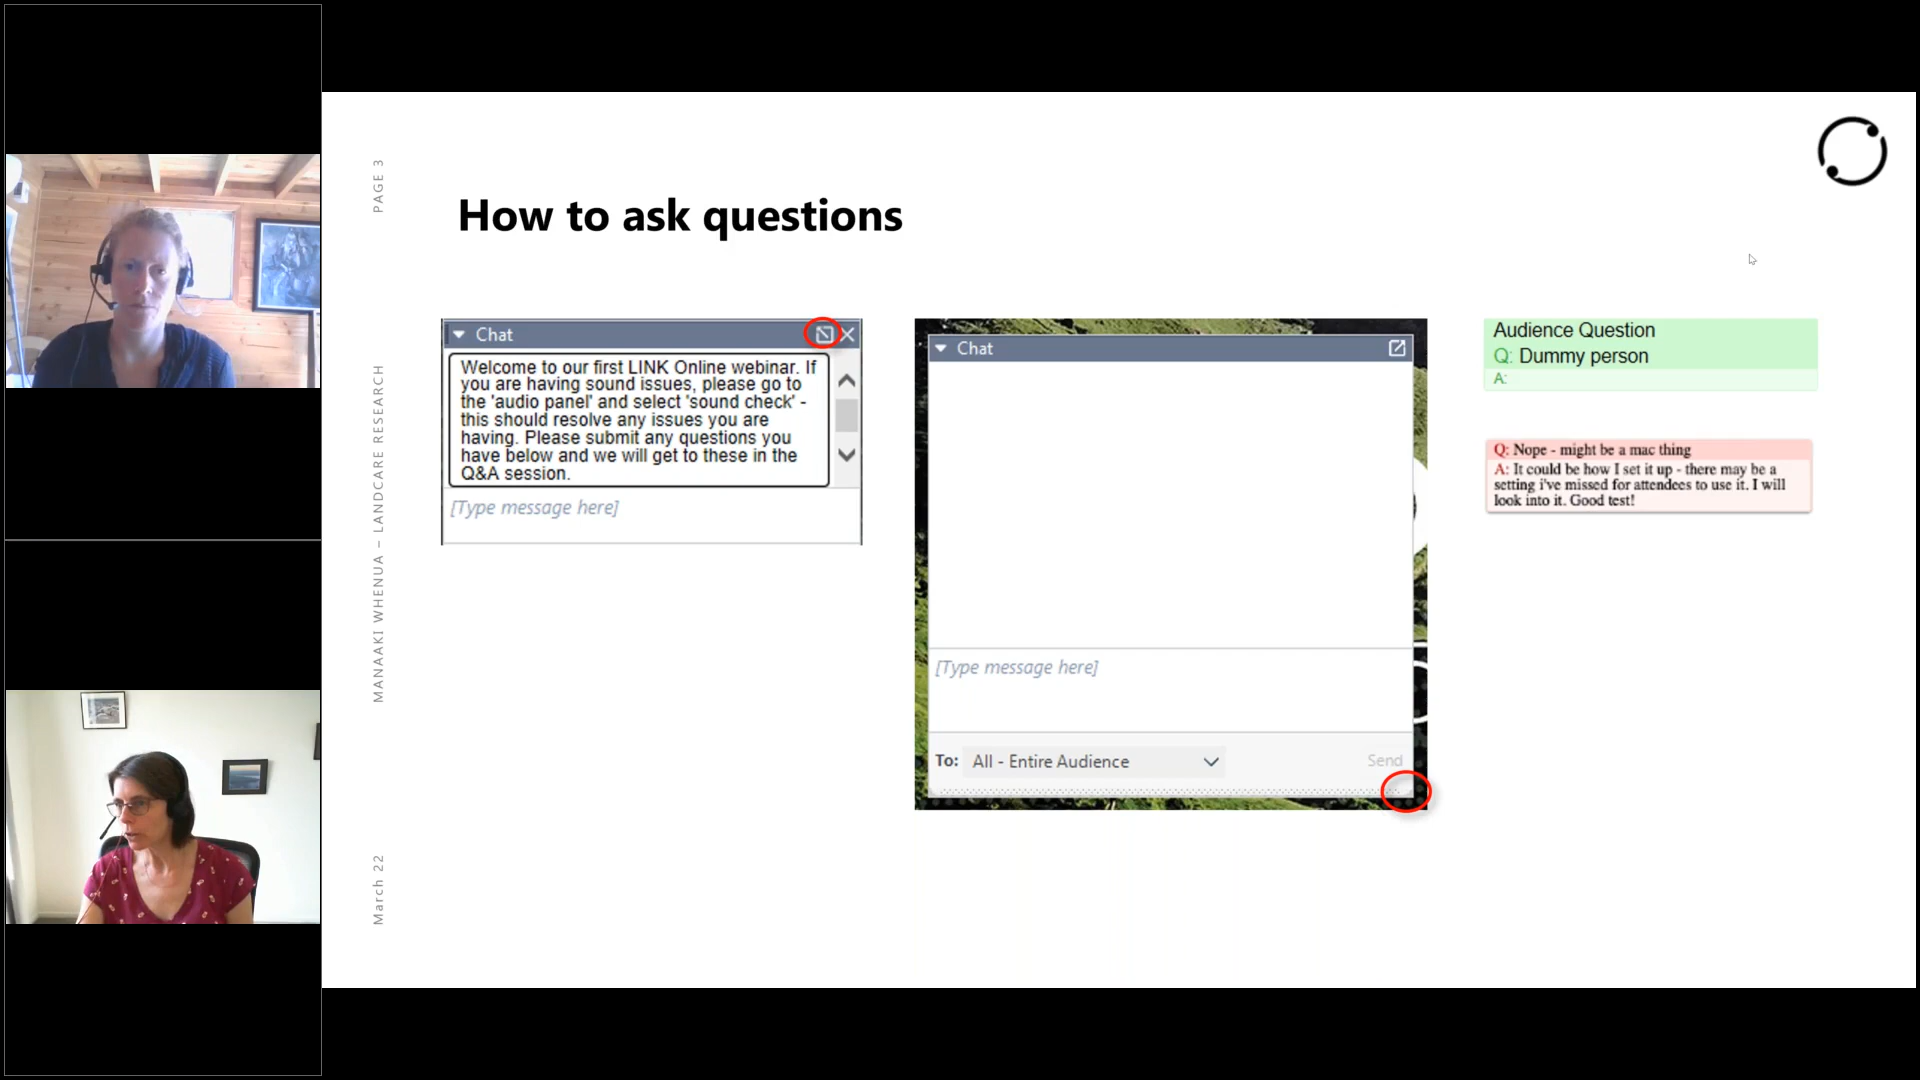 PAGE 3
MANAAKI WHENUA – LANDCARE RESEARCH
March 22
How to ask questions
Chat
Welcome to our first LINK Online webinar. If
you are having sound issues, please go to
the 'audio panel' and select 'sound check' -
this should resolve any issues you are
having. Please submit any questions you
have below and we will get to these in the
Q&A session.
[Type message here]
Chat
[Type message here]
To: All - Entire Audience
Send
Audience Question
Q: Dummy person
A:
Q: Nope - might be a mac thing
A: It could be how I set it up - there may be a
setting i've missed for attendees to use it. I will
look into it. Good test!